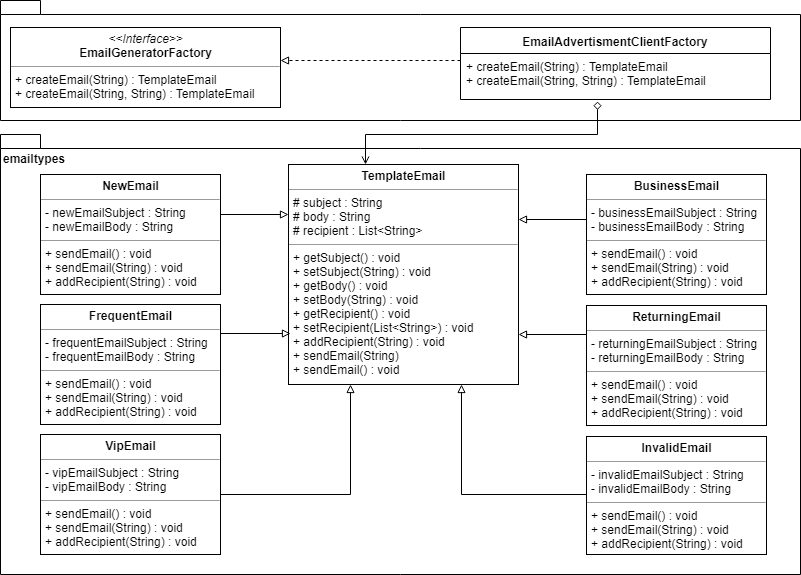 <<Interface>>
EmailGeneratorFactory
+ createEmail(String) : TemplateEmail
+ createEmail(String, String) : TemplateEmail
EmailAdvertismentClientFactory
+ createEmail(String) : TemplateEmail
+ createEmail(String, String) : TemplateEmail
emailtypes
NewEmail
- newEmailSubject : String
- newEmailBody : String
+ sendEmail() : void
+ sendEmail(String) : void
+ addRecipient(String) : void
FrequentEmail
- frequentEmailSubject : String
- frequentEmailBody : String
+ sendEmail() : void
+ sendEmail(String) : void
+ addRecipient(String) : void
VipEmail
- vipEmailSubject : String
- vipEmailBody : String
+ sendEmail() : void
+ sendEmail(String) : void
+ addRecipient(String) : void
TemplateEmail
# subject : String
# body : String
# recipient : List<String>
+ getSubject() : void
+ setSubject(String) : void
+ getBody() : void
+ setBody(String) : void
+ getRecipient() : void
+ setRecipient(List<String>) : void
+ addRecipient(String) : void
+ sendEmail(String)
+ sendEmail() : void
BusinessEmail
- businessEmailSubject : String
- businessEmailBody : String
+ sendEmail() : void
+ sendEmail(String) : void
+ addRecipient(String) : void
ReturningEmail
- returningEmailSubject : String
- returningEmailBody : String
+ sendEmail() : void
+ sendEmail(String) : void
+ addRecipient(String) : void
InvalidEmail
- invalidEmailSubject : String
- invalidEmailBody : String
+ sendEmail() : void
+ sendEmail(String) : void
+ addRecipient(String) : void